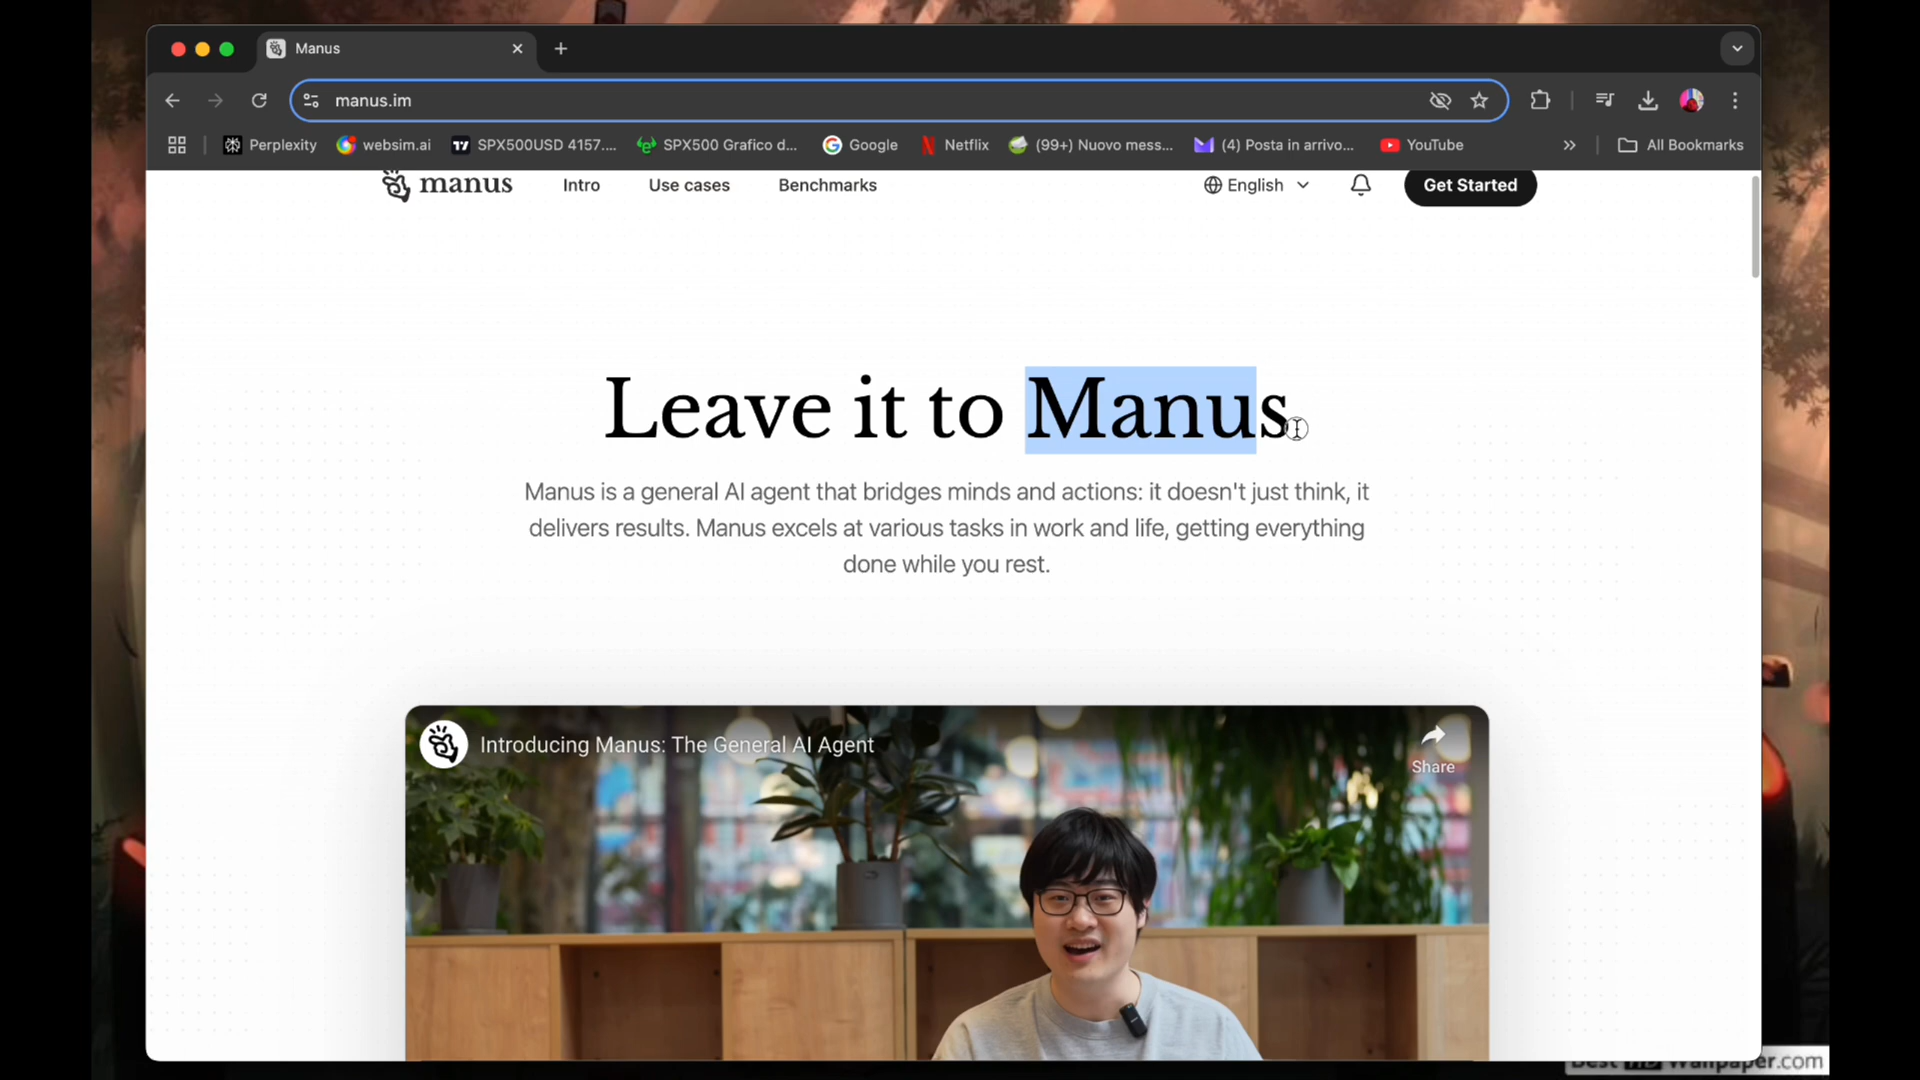 Manus
manus.im
Perplexity
websim.ai
SPX500USD 4157....
SPX500 Grafico d...
Google
Netflix
(99+) Nuovo mess...
(4) Posta in arrivo...
YouTube
All Bookmarks
manus
Intro
Use cases
Benchmarks
English
Get Started
Leave it to Manus
Manus is a general AI agent that bridges minds and actions: it doesn't just think, it
delivers results. Manus excels at various tasks in work and life, getting everything
done while you rest.
Introducing Manus: The General AI Agent
Share
Wallpaper.com